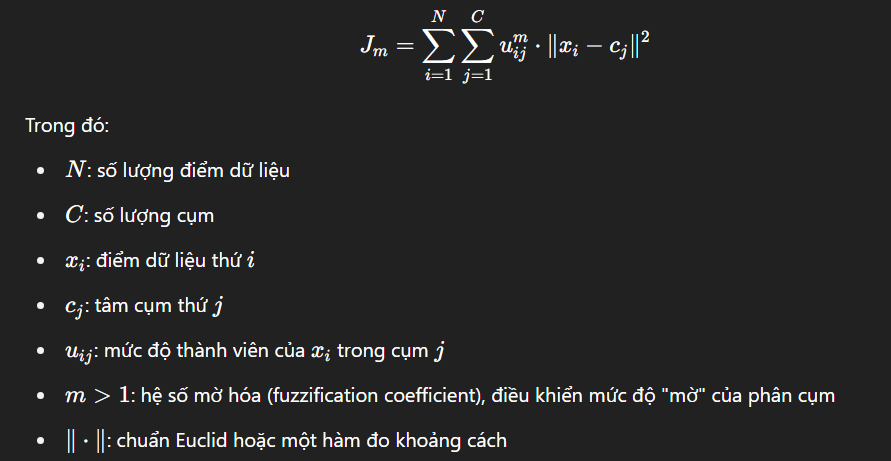 J_m = \sum_{i=1}^{N} \sum_{j=1}^{C} u_{ij}^{m} \cdot \|x_i - c_j\|^2
Trong đó:
• N: số lượng điểm dữ liệu
• C: số lượng cụm
• x_i: điểm dữ liệu thứ i
• c_j: tâm cụm thứ j
• u_{ij}: mức độ thành viên của x_i trong cụm j
• m > 1: hệ số mờ hóa (fuzzification coefficient), điều khiển mức độ "mờ" của phân cụm
• \| \cdot \|: chuẩn Euclid hoặc một hàm đo khoảng cách